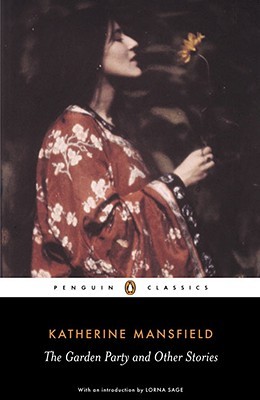 PENGUIN CLASSICS
KATHERINE MANSFIELD
The Garden Party and Other Stories
With an introduction by LORNA SAGE